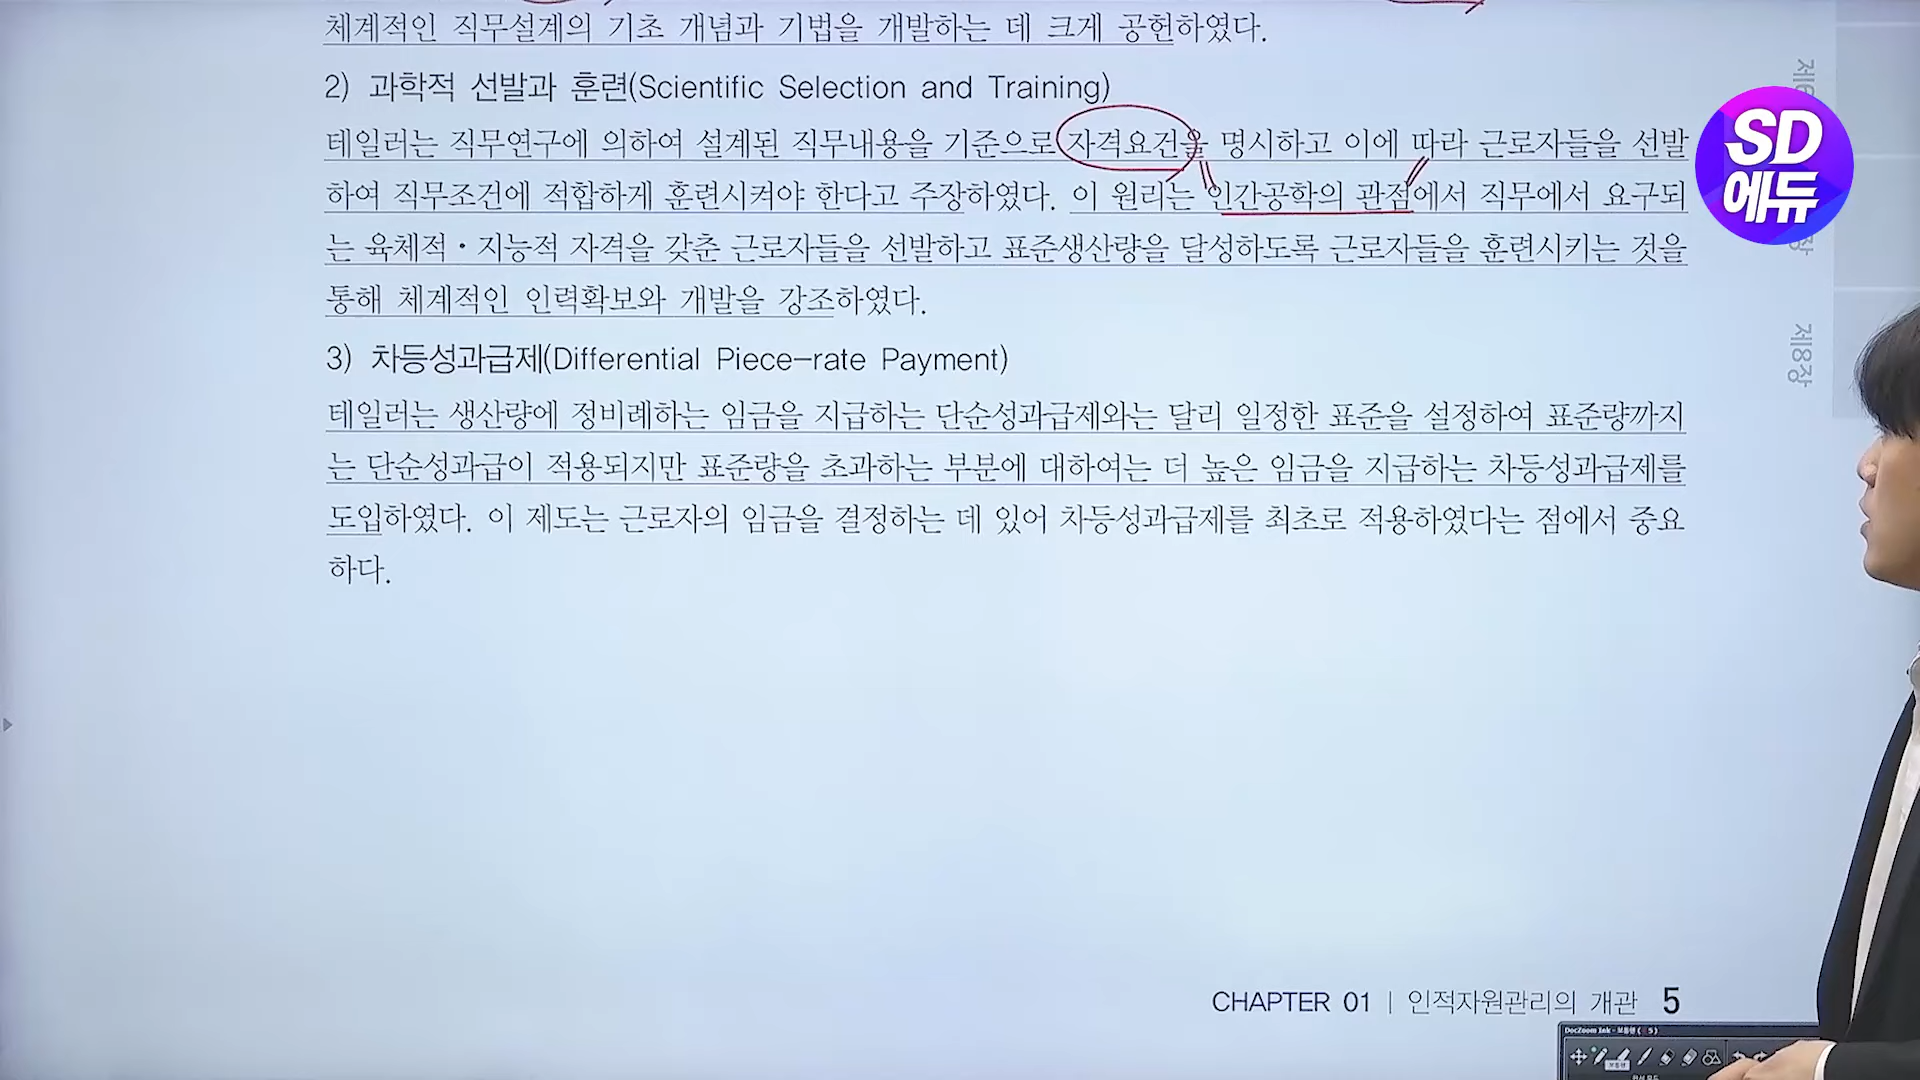 체계적인 직무설계의 기초 개념과 기법을 개발하는 데 크게 공헌하였다.
2) 과학적 선발과 훈련(Scientific Selection and Training)
테일러는 직무연구에 의하여 설계된 직무내용을 기준으로 자격요건을 명시하고 이에 따라 근로자들을 선발
하여 직무조건에 적합하게 훈련시켜야 한다고 주장하였다. 이 원리는 인간공학의 관점에서 직무에서 요구되
는 육체적・지능적 자격을 갖춘 근로자들을 선발하고 표준생산량을 달성하도록 근로자들을 훈련시키는 것을
통해 체계적인 인력확보와 개발을 강조하였다.
3) 차등성과급제(Differential Piece-rate Payment)
테일러는 생산량에 정비례하는 임금을 지급하는 단순성과급제와는 달리 일정한 표준을 설정하여 표준량까지
는 단순성과급이 적용되지만 표준량을 초과하는 부분에 대하여는 더 높은 임금을 지급하는 차등성과급제를
도입하였다. 이 제도는 근로자의 임금을 결정하는 데 있어 차등성과급제를 최초로 적용하였다는 점에서 중요
하다.
SD
에듀
제8장
CHAPTER 01 | 인적자원관리의 개관 5
DocZoom Ink - 보통펜 ( 5 )